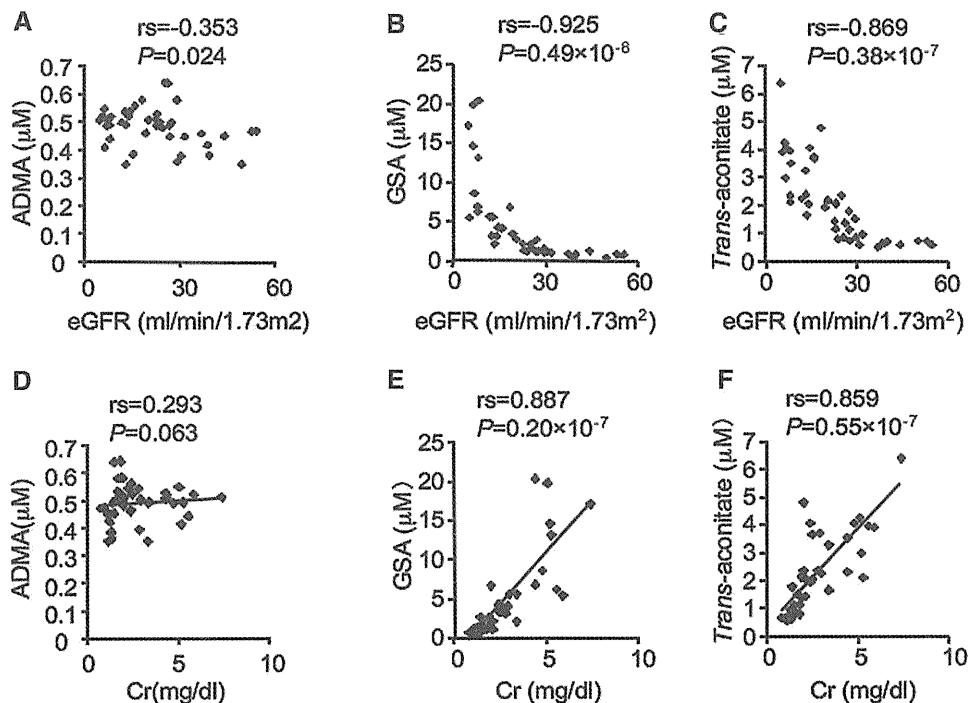 A
rs=-0.353
P=0.024
ADMA (μM)
0.7
0.6
0.5
0.4
0.3
0.2
0.1
0
0
30
60
eGFR (ml/min/1.73m2)
B
rs=-0.925
P=0.49×10-8
GSA (μM)
25
20
15
10
5
0
0
30
60
eGFR (ml/min/1.73m²)
C
rs=-0.869
P=0.38×10-7
Trans-aconitate (μM)
7
6
5
4
3
2
1
0
0
30
60
eGFR (ml/min/1.73m²)
D
rs=0.293
P=0.063
ADMA(μM)
0.7
0.6
0.5
0.4
0.3
0.2
0.1
0
0
5
10
Cr(mg/dl)
E
rs=0.887
P=0.20×10-7
GSA (μM)
25
20
15
10
5
0
0
5
10
Cr (mg/dl)
F
rs=0.859
P=0.55×10-7
Trans-aconitate (μM)
7
6
5
4
3
2
1
0
0
5
10
Cr (mg/dl)